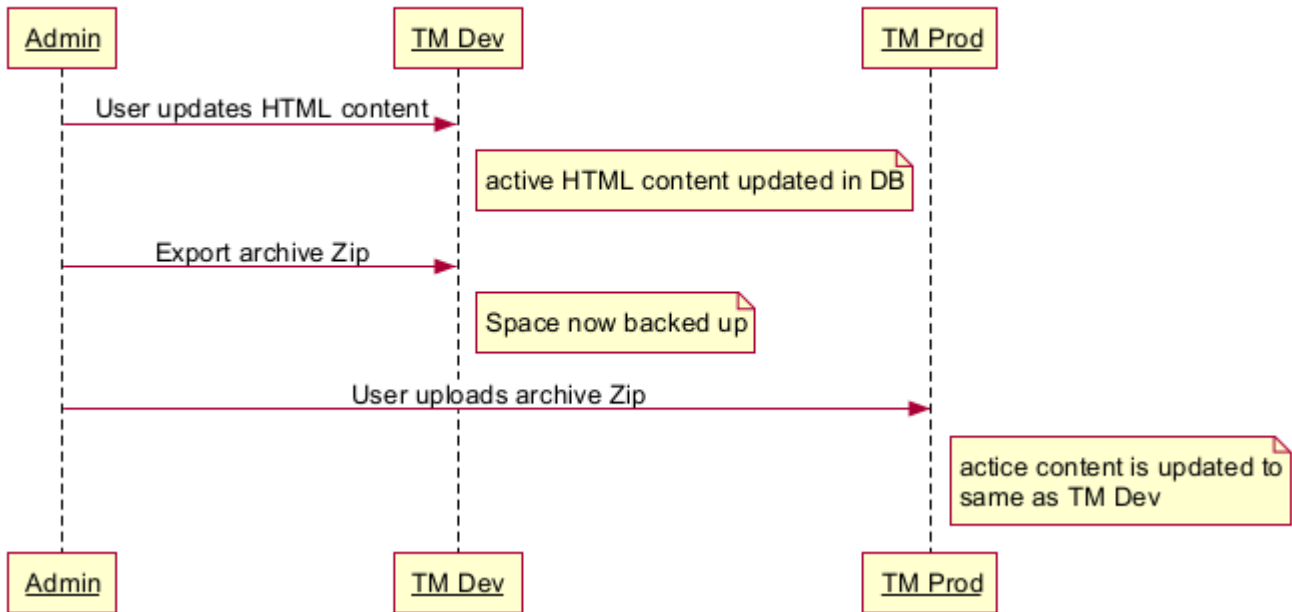 Admin
TM Dev
TM Prod
User updates HTML content
active HTML content updated in DB
Export archive Zip
Space now backed up
User uploads archive Zip
actice content is updated to
same as TM Dev
Admin
TM Dev
TM Prod